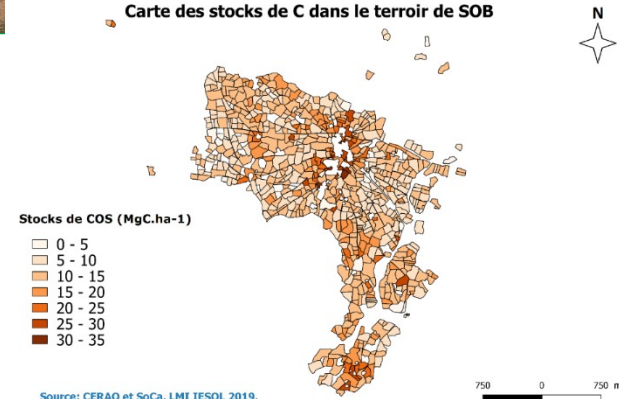 Carte des stocks de C dans le terroir de SOB
N
Stocks de COS (MgC.ha-1)
0 - 5
5 - 10
10 - 15
15 - 20
20 - 25
25 - 30
30 - 35
Source: CERAO et SoCa, LMI IESOL 2019.
750 0 750 m